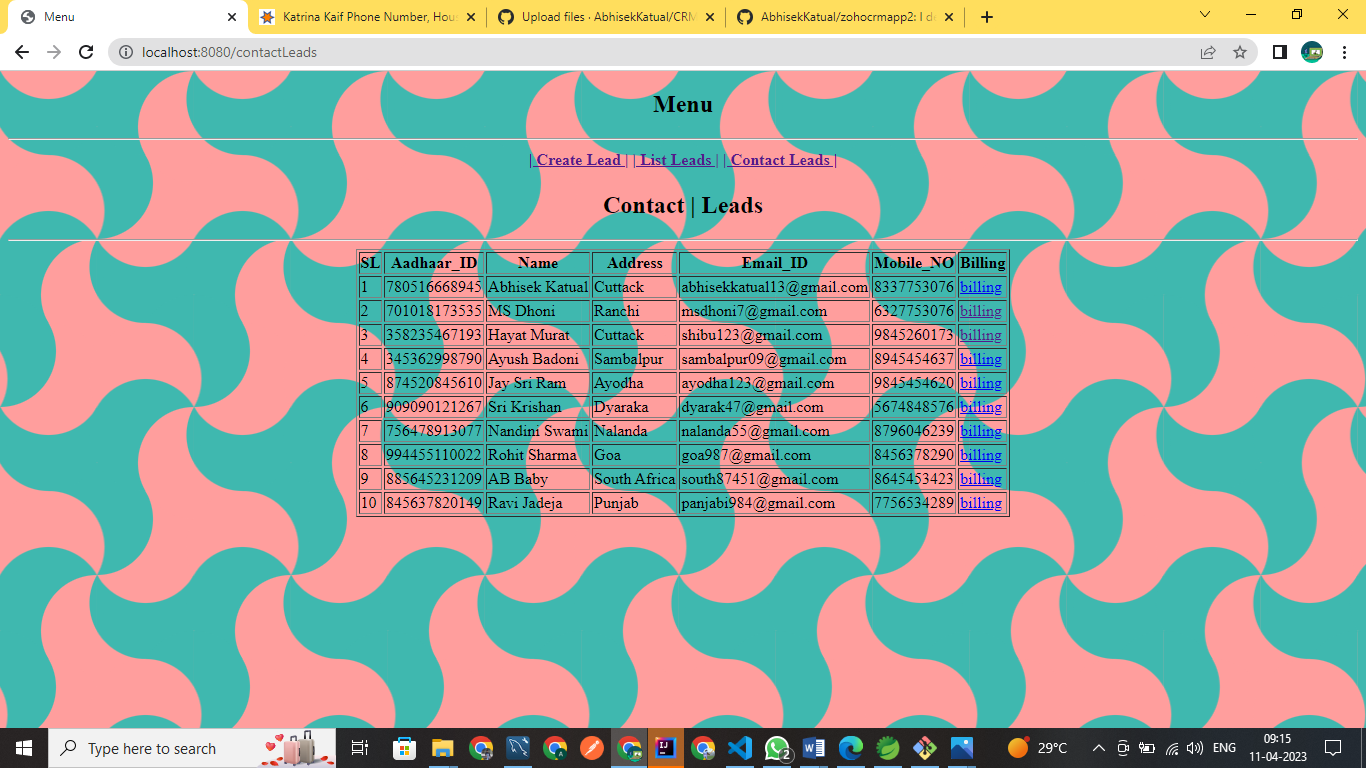 Menu
Katrina Kaif Phone Number, Hou
Upload files · AbhisekKatual/CRM
AbhisekKatual/zohocrmapp2: I de
localhost:8080/contactLeads
Menu
| Create Lead | | List Leads | | Contact Leads |
Contact | Leads
SL Aadhaar_ID Name Address Email_ID Mobile_NO Billing
1 780516668945 Abhisek Katual Cuttack abhisekkatual13@gmail.com 8337753076 billing
2 701018173535 MS Dhoni Ranchi msdhoni7@gmail.com 6327753076 billing
3 358235467193 Hayat Murat Cuttack shibu123@gmail.com 9845260173 billing
4 345362998790 Ayush Badoni Sambalpur sambalpur09@gmail.com 8945454637 billing
5 874520845610 Jay Sri Ram Ayodha ayodha123@gmail.com 9845454620 billing
6 909090121267 Sri Krishan Dyaraka dyarak47@gmail.com 5674848576 billing
7 756478913077 Nandini Swami Nalanda nalanda55@gmail.com 8796046239 billing
8 994455110022 Rohit Sharma Goa goa987@gmail.com 8456378290 billing
9 885645231209 AB Baby South Africa south87451@gmail.com 8645453423 billing
10 845637820149 Ravi Jadeja Punjab panjabi984@gmail.com 7756534289 billing
Type here to search
2
29°C
ENG
09:15
11-04-2023